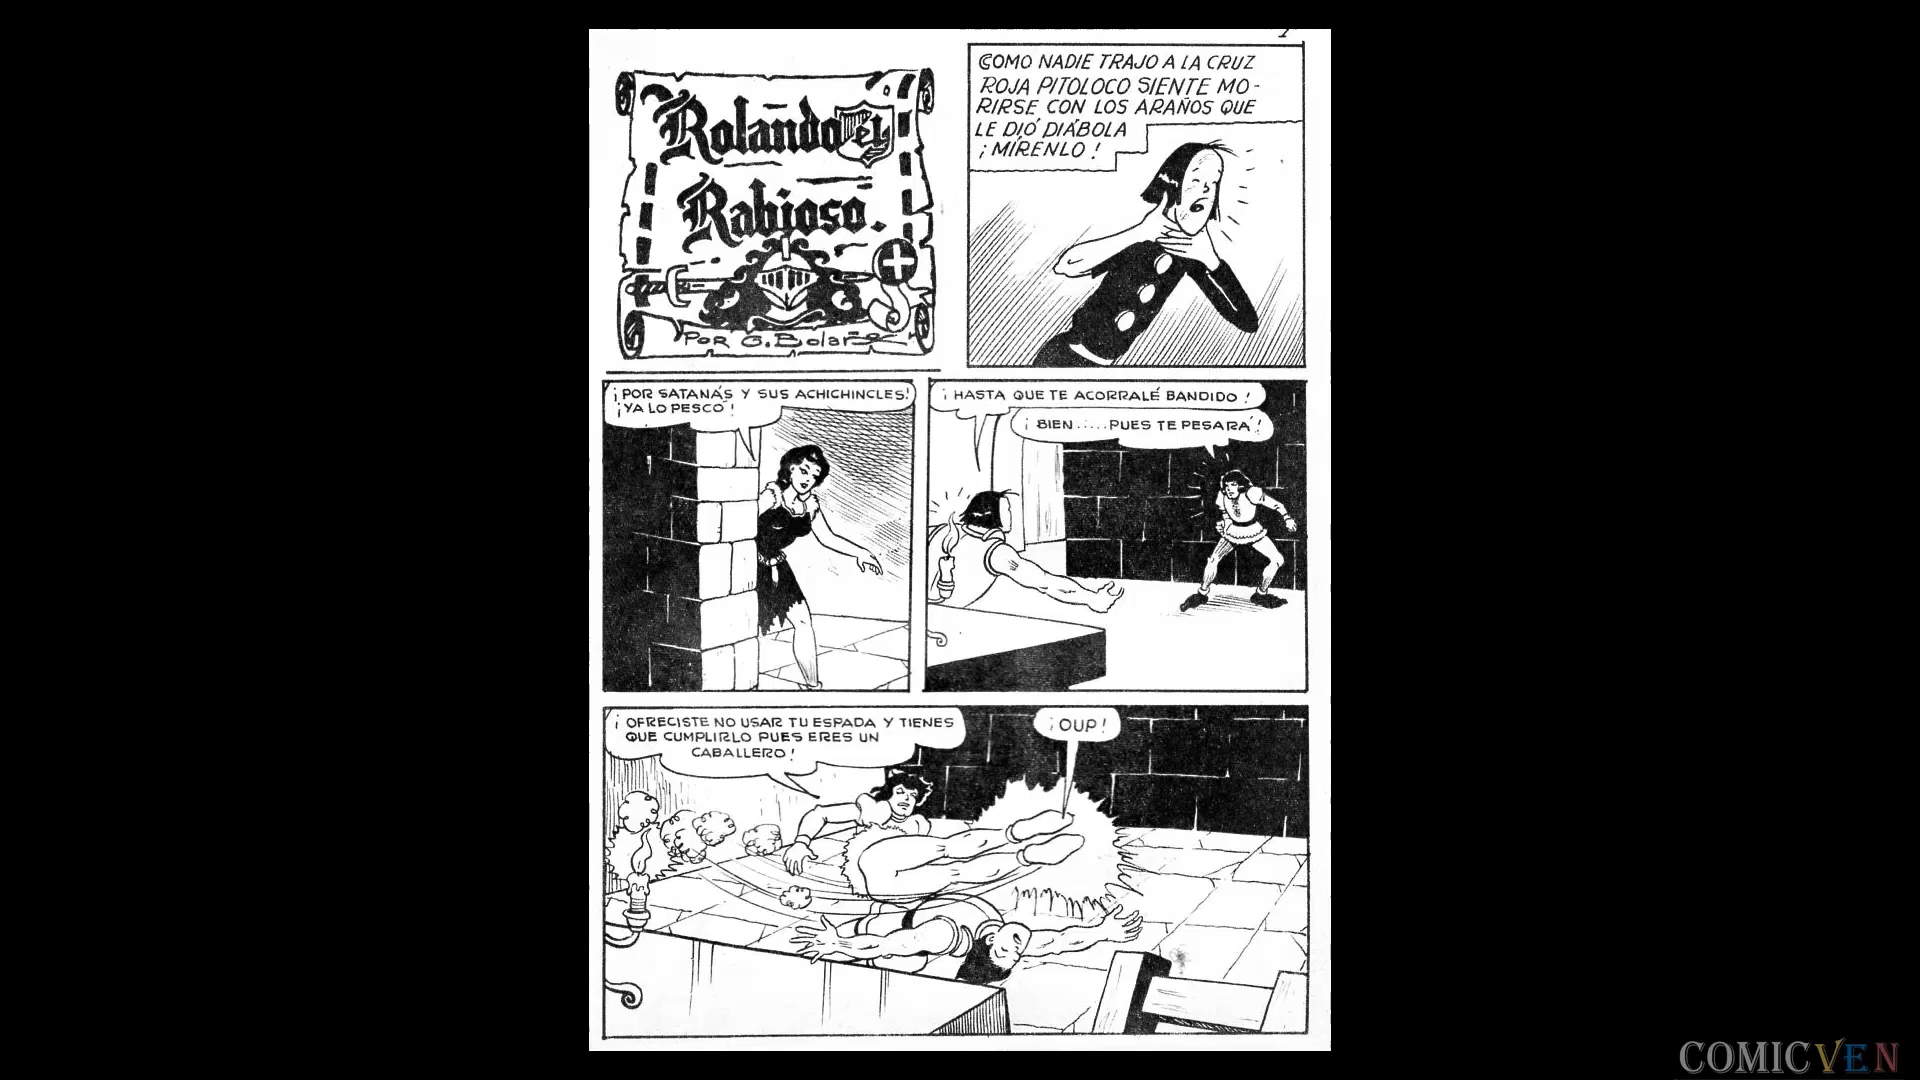 1
Rolando el
Rabioso.
POR G. Bolaños
COMO NADIE TRAJO A LA CRUZ
ROJA PITOLOCO SIENTE MO-
RIRSE CON LOS ARAÑOS QUE
LE DIÓ DIÁBOLA
¡MÍRENLO!
¡POR SATANÁS Y SUS ACHICHINCLES!
¡YA LO PESCÓ!
¡HASTA QUE TE ACORRALÉ BANDIDO!
¡BIEN.....PUES TE PESARÁ!
¡OFRECISTE NO USAR TU ESPADA Y TIENES
QUE CUMPLIRLO PUES ERES UN
CABALLERO!
¡OUP!
COMICVEN